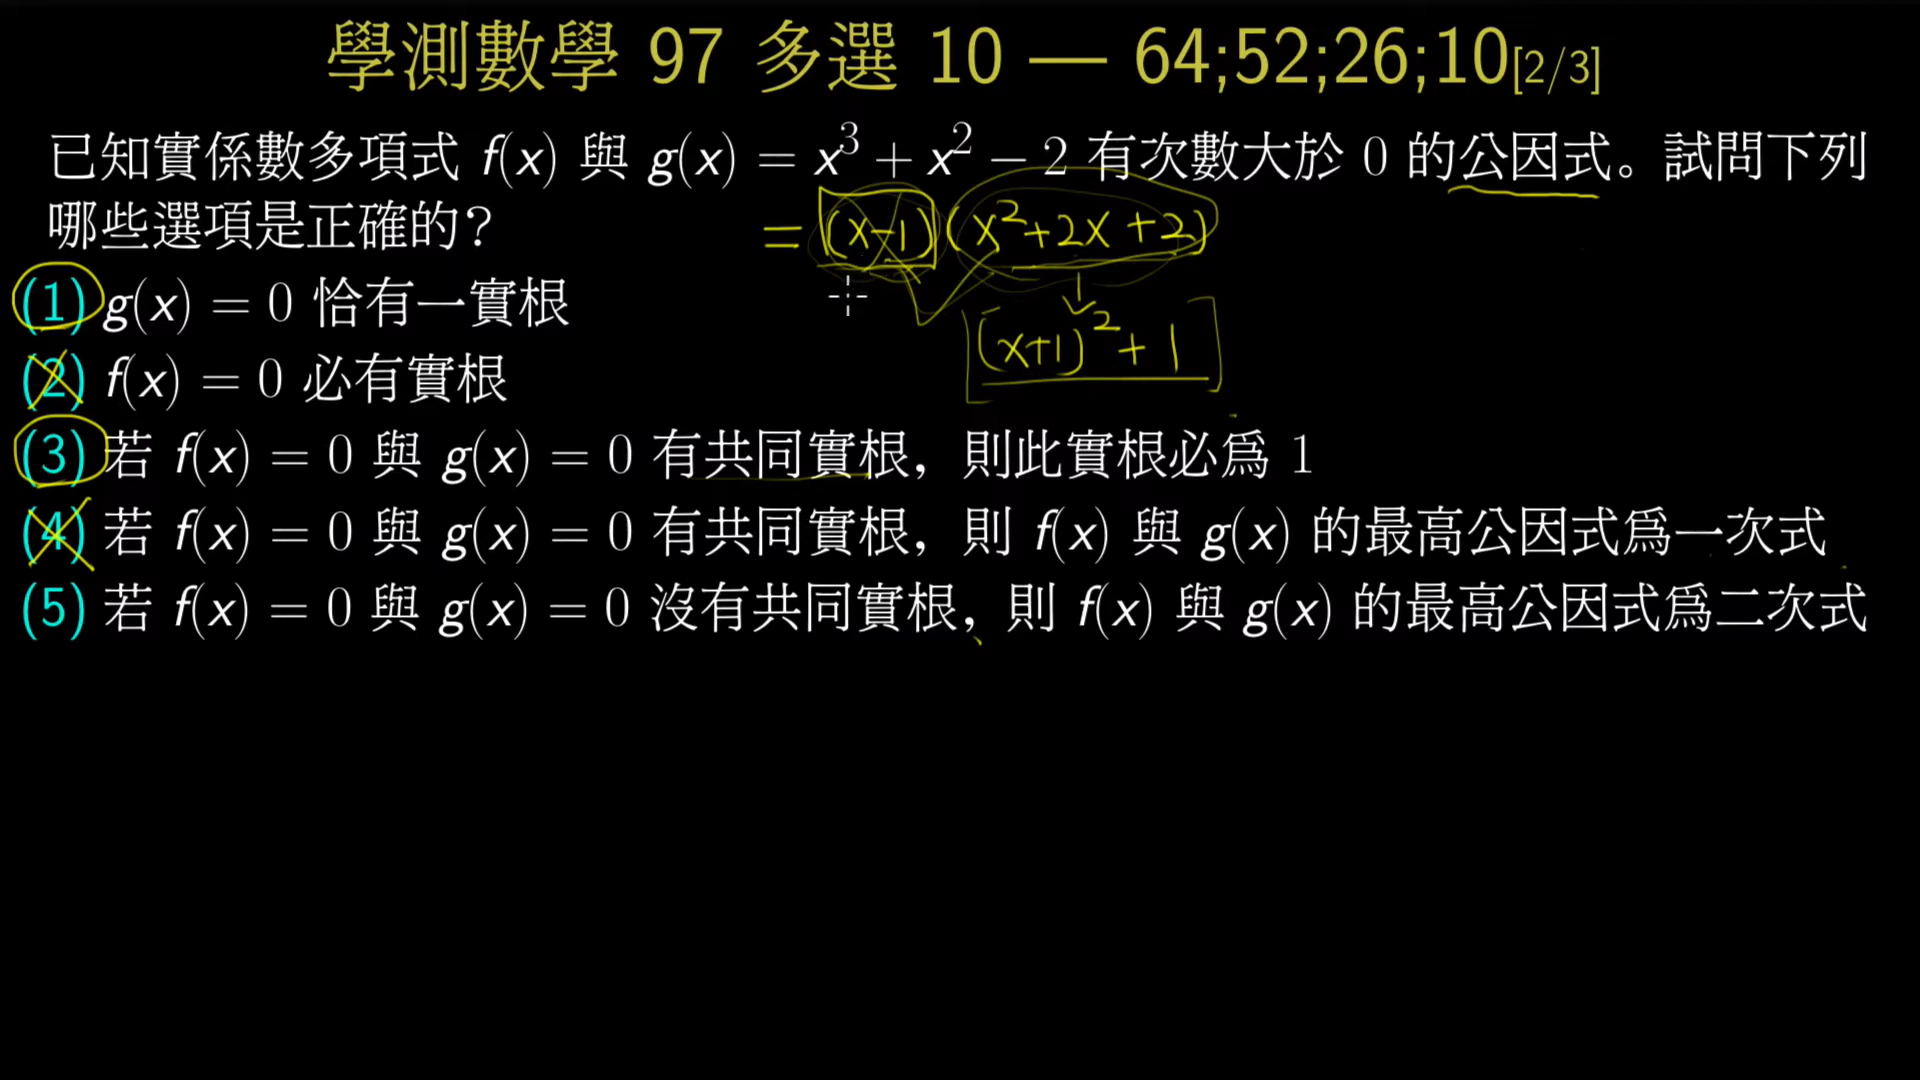 學測數學 97 多選 10 — 64;52;26;10[2/3]
已知實係數多項式 f(x) 與 g(x) = x³ + x² − 2 有次數大於 0 的公因式。試問下列
哪些選項是正確的?
= (x-1)(x²+2x+2)
(1) g(x) = 0 恰有一實根
(x+1)²+1
(2) f(x) = 0 必有實根
(3) 若 f(x) = 0 與 g(x) = 0 有共同實根，則此實根必爲 1
(4) 若 f(x) = 0 與 g(x) = 0 有共同實根，則 f(x) 與 g(x) 的最高公因式爲一次式
(5) 若 f(x) = 0 與 g(x) = 0 沒有共同實根，則 f(x) 與 g(x) 的最高公因式爲二次式